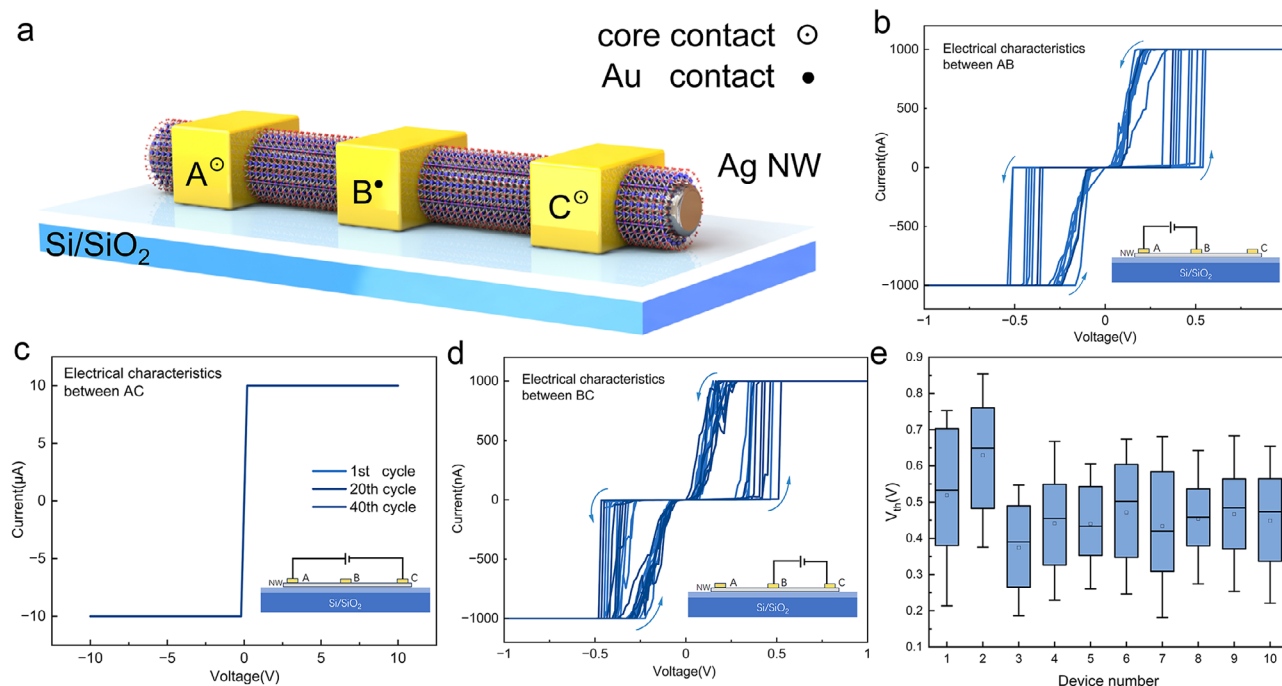 a
core contact ⊙
Au contact •
A⊙
B•
C⊙
Ag NW
Si/SiO₂
b
Electrical characteristics
between AB
Current(nA)
1000
500
0
−500
−1000
−1
−0.5
0
0.5
Voltage(V)
NW
A
B
C
Si/SiO₂
c
Electrical characteristics
between AC
Current(μA)
10
5
0
−5
−10
−10
−5
0
5
10
Voltage(V)
1st cycle
20th cycle
40th cycle
NW
A
B
C
Si/SiO₂
d
Electrical characteristics
between BC
Current(nA)
1000
500
0
−500
−1000
−1
−0.5
0
0.5
1
Voltage(V)
NW
A
B
C
Si/SiO₂
e
Vth(V)
0.9
0.8
0.7
0.6
0.5
0.4
0.3
0.2
0.1
1 2 3 4 5 6 7 8 9 10
Device number